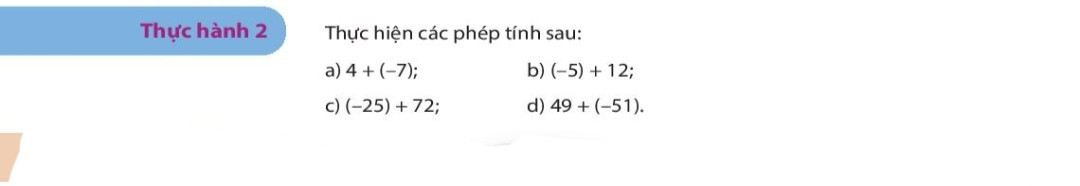 Thực hành 2
Thực hiện các phép tính sau:
a) 4 + (–7); b) (–5) + 12;
c) (–25) + 72; d) 49 + (–51).